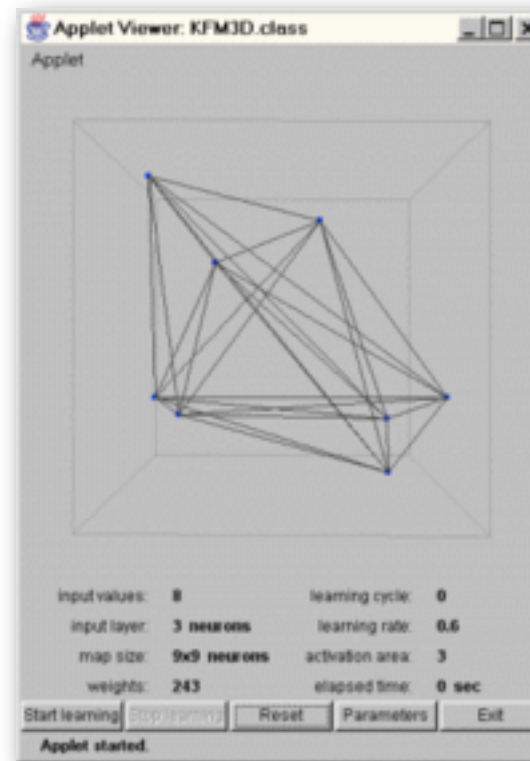 Applet Viewer: KFM3D.class
Applet
input values: 8 learning cycle: 0
input layer: 3 neurons learning rate: 0.6
map size: 9x9 neurons activation area: 3
weights: 243 elapsed time: 0 sec
Start learning Stop learning Reset Parameters Exit
Applet started.